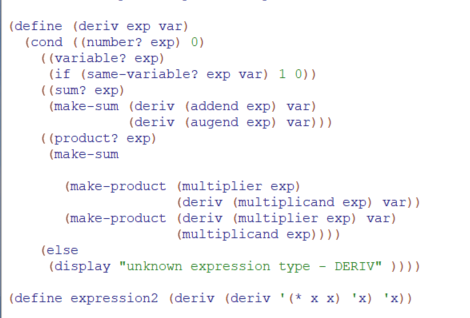 (define (deriv exp var)
(cond ((number? exp) 0)
((variable? exp)
(if (same-variable? exp var) 1 0))
((sum? exp)
(make-sum (deriv (addend exp) var)
(deriv (augend exp) var)))
((product? exp)
(make-sum
(make-product (multiplier exp)
(deriv (multiplicand exp) var))
(make-product (deriv (multiplier exp) var)
(multiplicand exp))))
(else
(display "unknown expression type - DERIV" ))))
(define expression2 (deriv (deriv '(* x x) 'x) 'x))